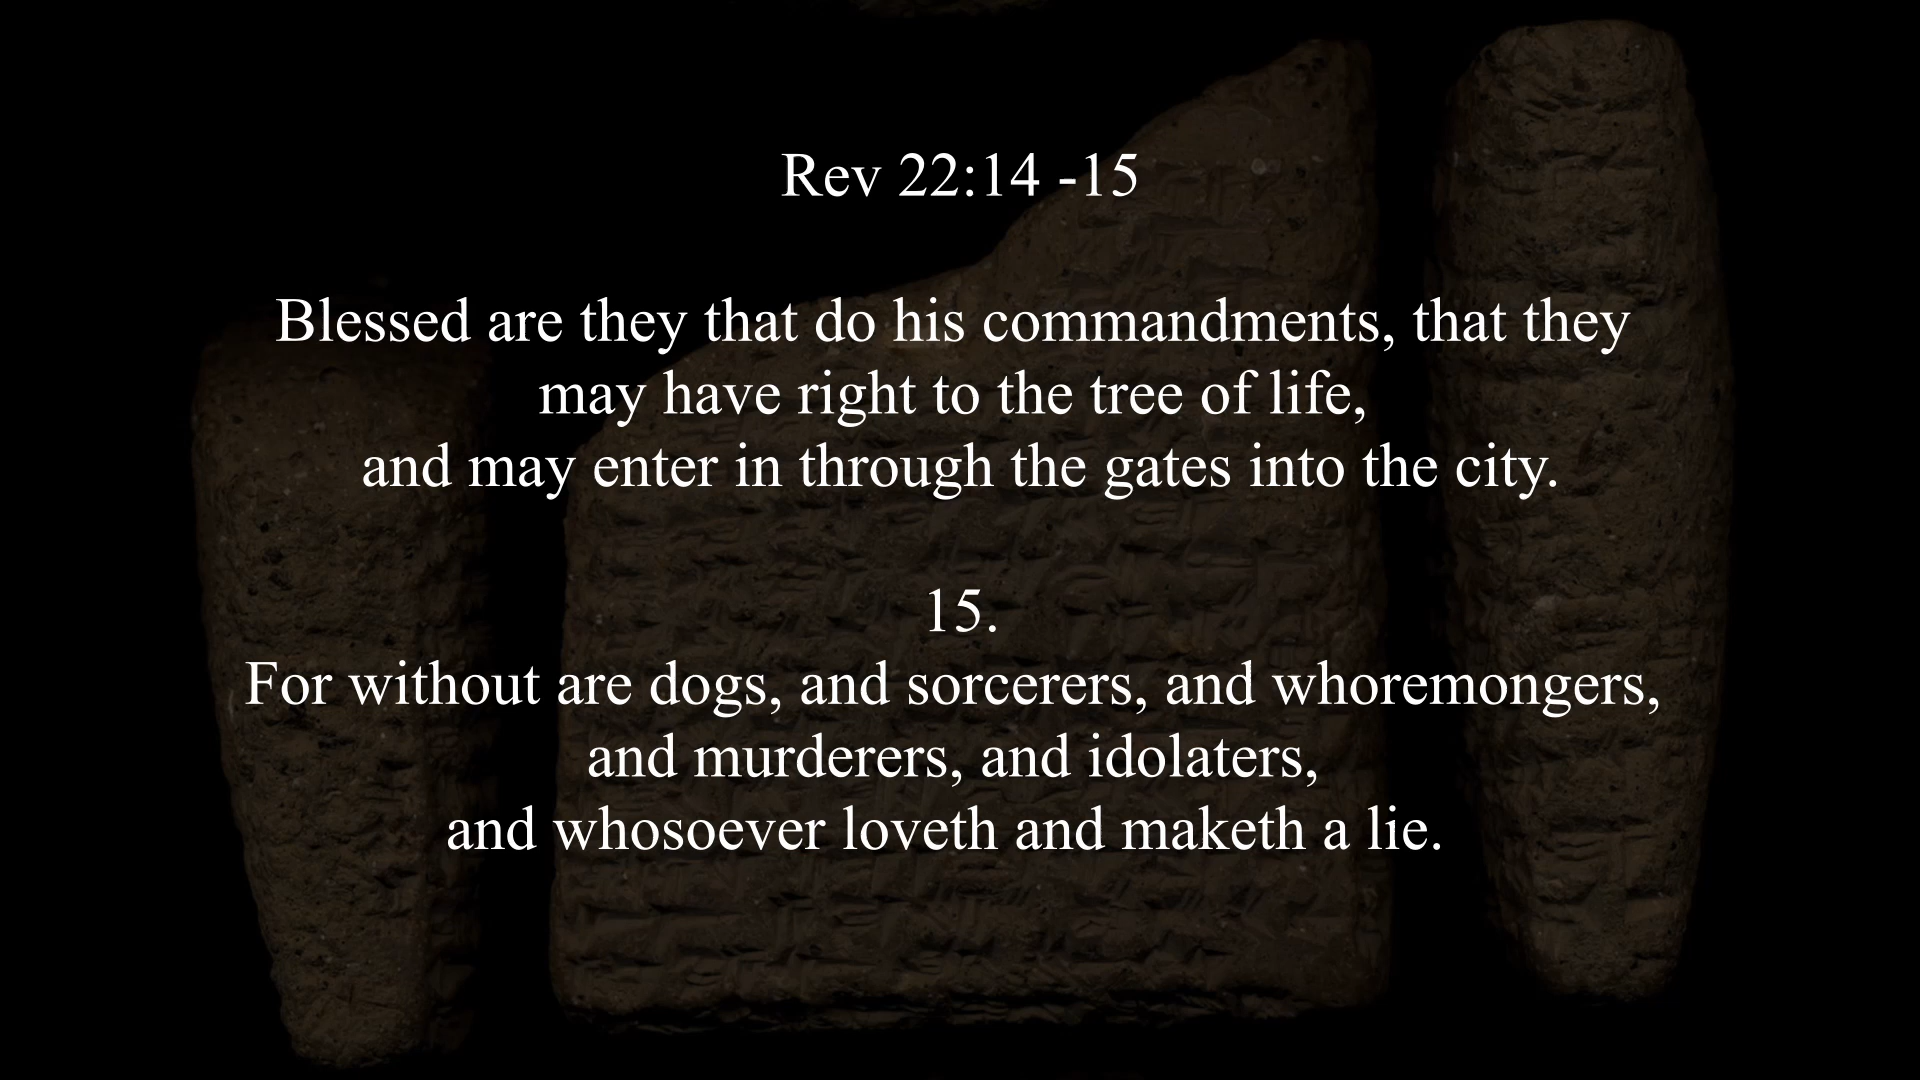 Rev 22:14 -15
Blessed are they that do his commandments, that they
may have right to the tree of life,
and may enter in through the gates into the city.
15.
For without are dogs, and sorcerers, and whoremongers,
and murderers, and idolaters,
and whosoever loveth and maketh a lie.